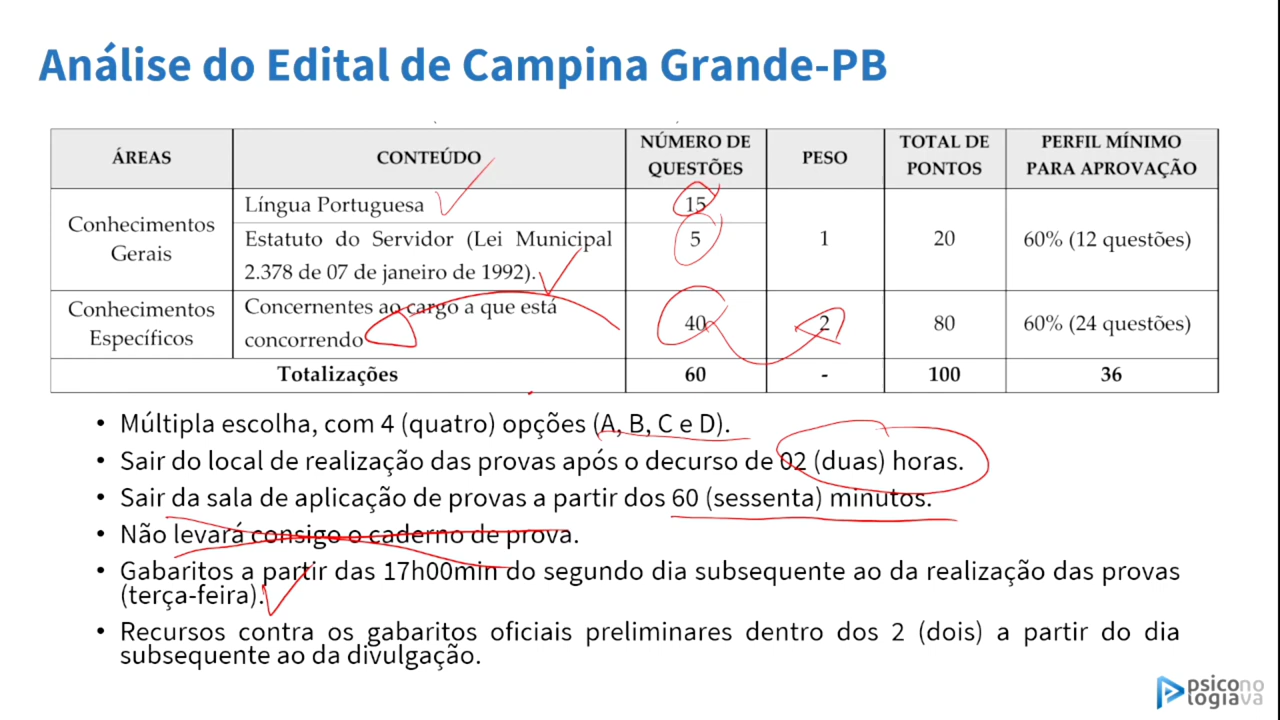 Análise do Edital de Campina Grande-PB
ÁREAS CONTEÚDO NÚMERO DE QUESTÕES PESO TOTAL DE PONTOS PERFIL MÍNIMO PARA APROVAÇÃO
Conhecimentos Gerais
Língua Portuguesa 15
Estatuto do Servidor (Lei Municipal
2.378 de 07 de janeiro de 1992). 5
1 20 60% (12 questões)
Conhecimentos Específicos
Concernentes ao cargo a que está
concorrendo
40 2 80 60% (24 questões)
Totalizações 60 - 100 36
• Múltipla escolha, com 4 (quatro) opções (A, B, C e D).
• Sair do local de realização das provas após o decurso de 02 (duas) horas.
• Sair da sala de aplicação de provas a partir dos 60 (sessenta) minutos.
• Não levará consigo o caderno de prova.
• Gabaritos a partir das 17h00min do segundo dia subsequente ao da realização das provas
(terça-feira).
• Recursos contra os gabaritos oficiais preliminares dentro dos 2 (dois) a partir do dia
subsequente ao da divulgação.
psicono
logiava